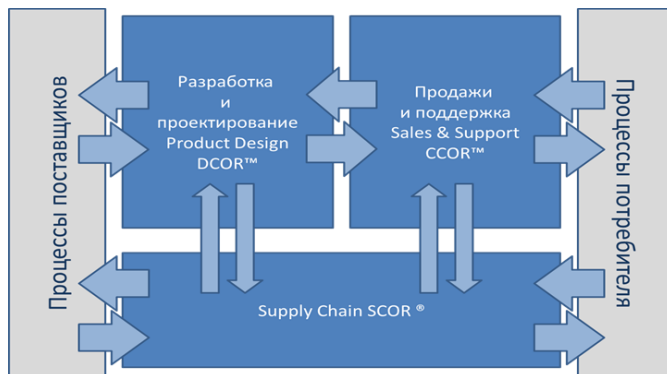 Процессы поставщиков
Разработка
и
проектирование
Product Design
DCOR™
Продажи
и поддержка
Sales & Support
CCOR™
Процессы потребителя
Supply Chain SCOR ®